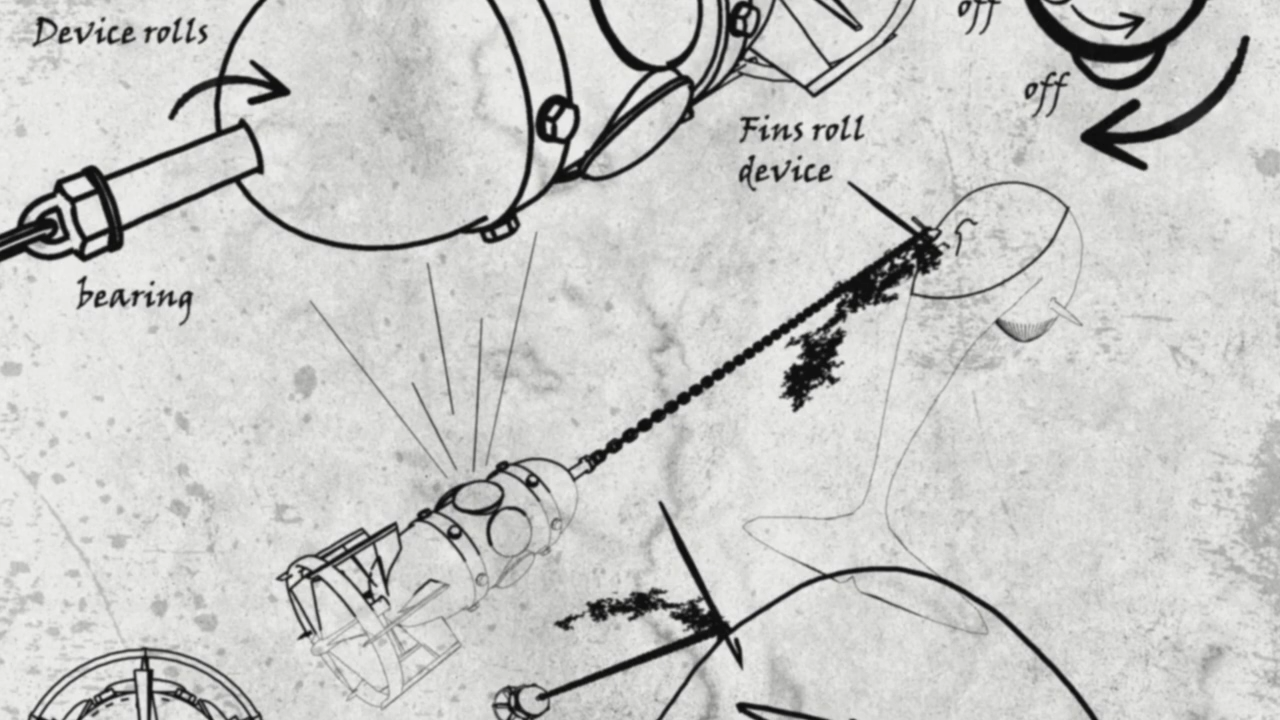 Device rolls
off
off
Fins roll
device
bearing